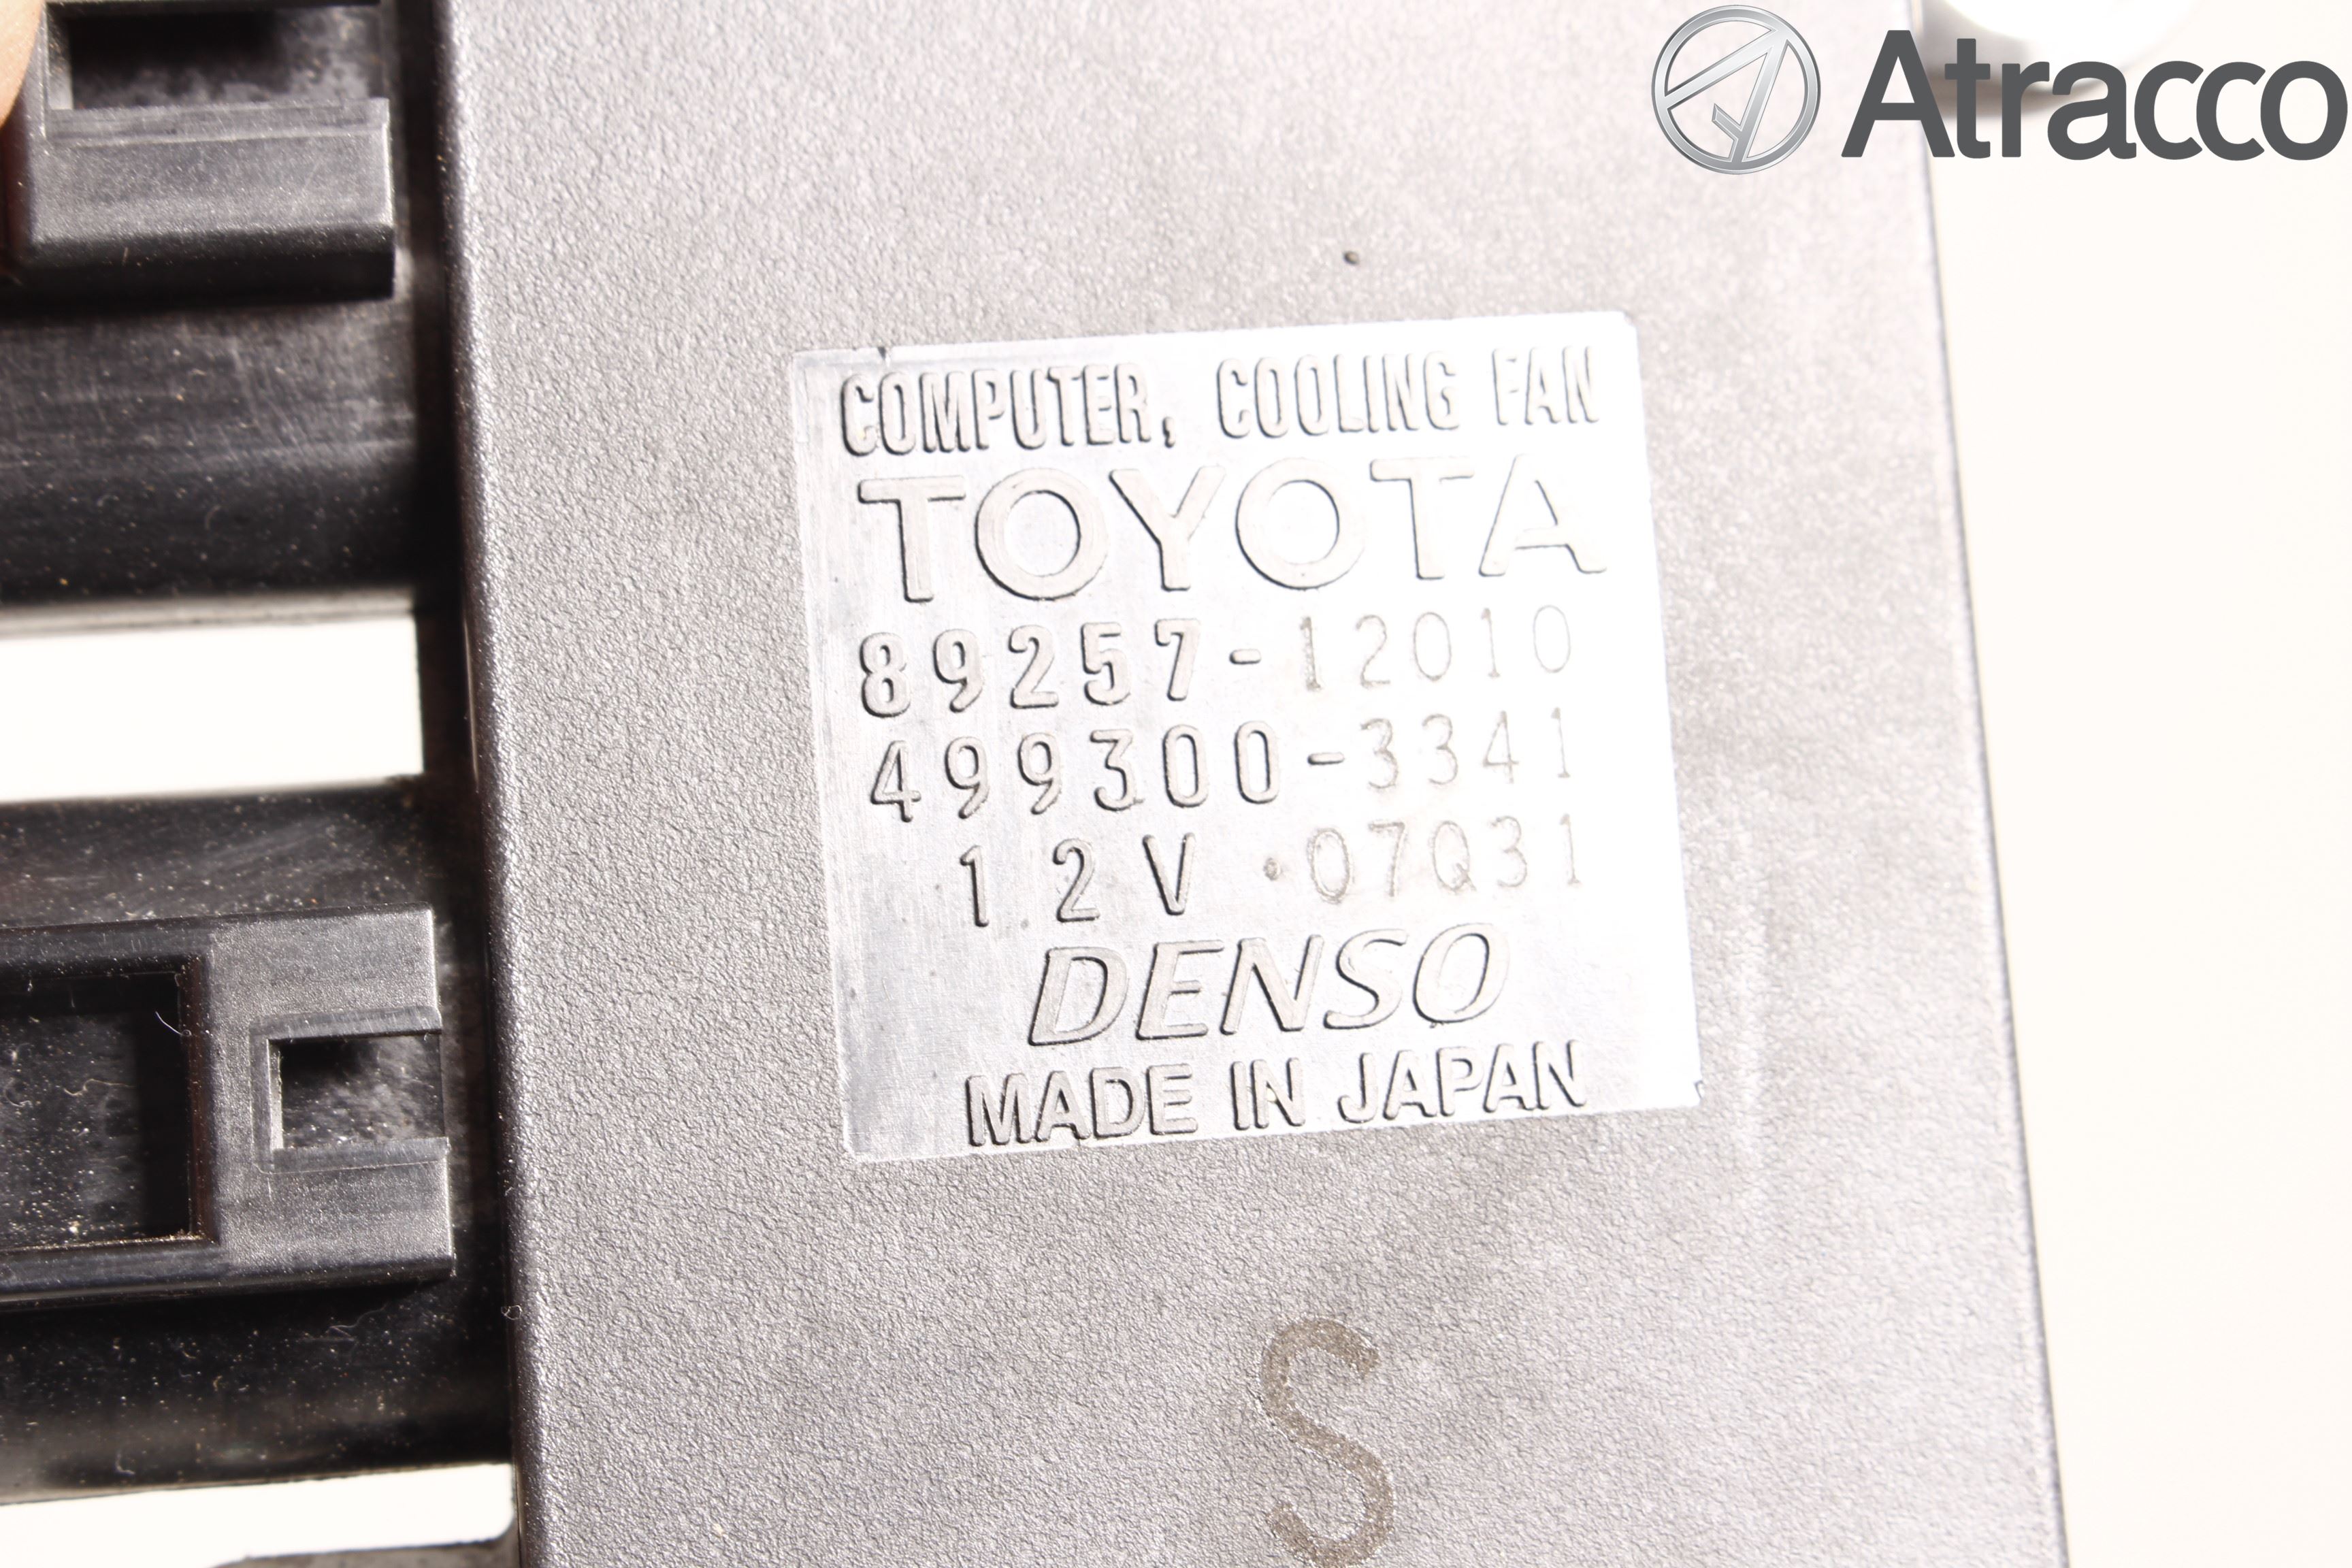 Atracco
COMPUTER, COOLING FAN
TOYOTA
89257-12010
499300-3341
12V ·07Q31
DENSO
MADE IN JAPAN
S